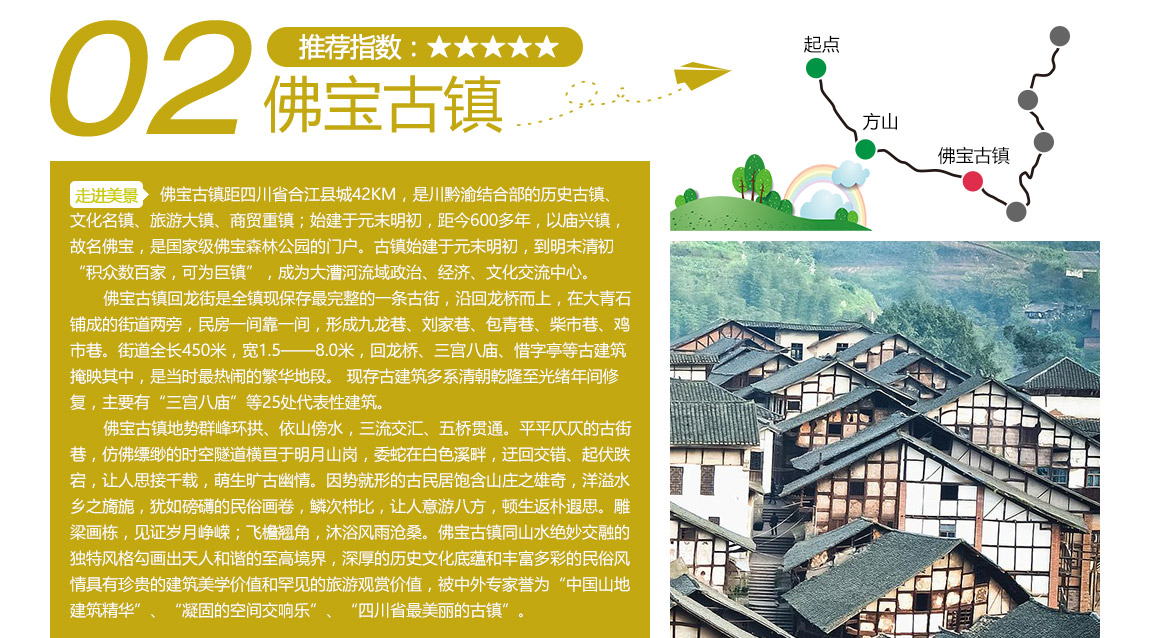 02
推荐指数：★★★★★
佛宝古镇
起点
方山
佛宝古镇
走进美景 佛宝古镇距四川省合江县城42KM，是川黔渝结合部的历史古镇、
文化名镇、旅游大镇、商贸重镇；始建于元末明初，距今600多年，以庙兴镇，
故名佛宝，是国家级佛宝森林公园的门户。古镇始建于元末明初，到明末清初
“积众数百家，可为巨镇”，成为大漕河流域政治、经济、文化交流中心。
佛宝古镇回龙街是全镇现保存最完整的一条古街，沿回龙桥而上，在大青石
铺成的街道两旁，民房一间靠一间，形成九龙巷、刘家巷、包青巷、柴市巷、鸡
市巷。街道全长450米，宽1.5——8.0米，回龙桥、三宫八庙、惜字亭等古建筑
掩映其中，是当时最热闹的繁华地段。 现存古建筑多系清朝乾隆至光绪年间修
复，主要有“三宫八庙”等25处代表性建筑。
佛宝古镇地势群峰环拱、依山傍水，三流交汇、五桥贯通。平平仄仄的古街
巷，仿佛缥缈的时空隧道横亘于明月山岗，委蛇在白色溪畔，迂回交错、起伏跌
宕，让人思接千载，萌生旷古幽情。因势就形的古民居饱含山庄之雄奇，洋溢水
乡之旖旎，犹如磅礴的民俗画卷，鳞次栉比，让人意游八方，顿生返朴遐思。雕
梁画栋，见证岁月峥嵘；飞檐翘角，沐浴风雨沧桑。佛宝古镇同山水绝妙交融的
独特风格勾画出天人和谐的至高境界，深厚的历史文化底蕴和丰富多彩的民俗风
情具有珍贵的建筑美学价值和罕见的旅游观赏价值，被中外专家誉为“中国山地
建筑精华”、“凝固的空间交响乐”、“四川省最美丽的古镇”。